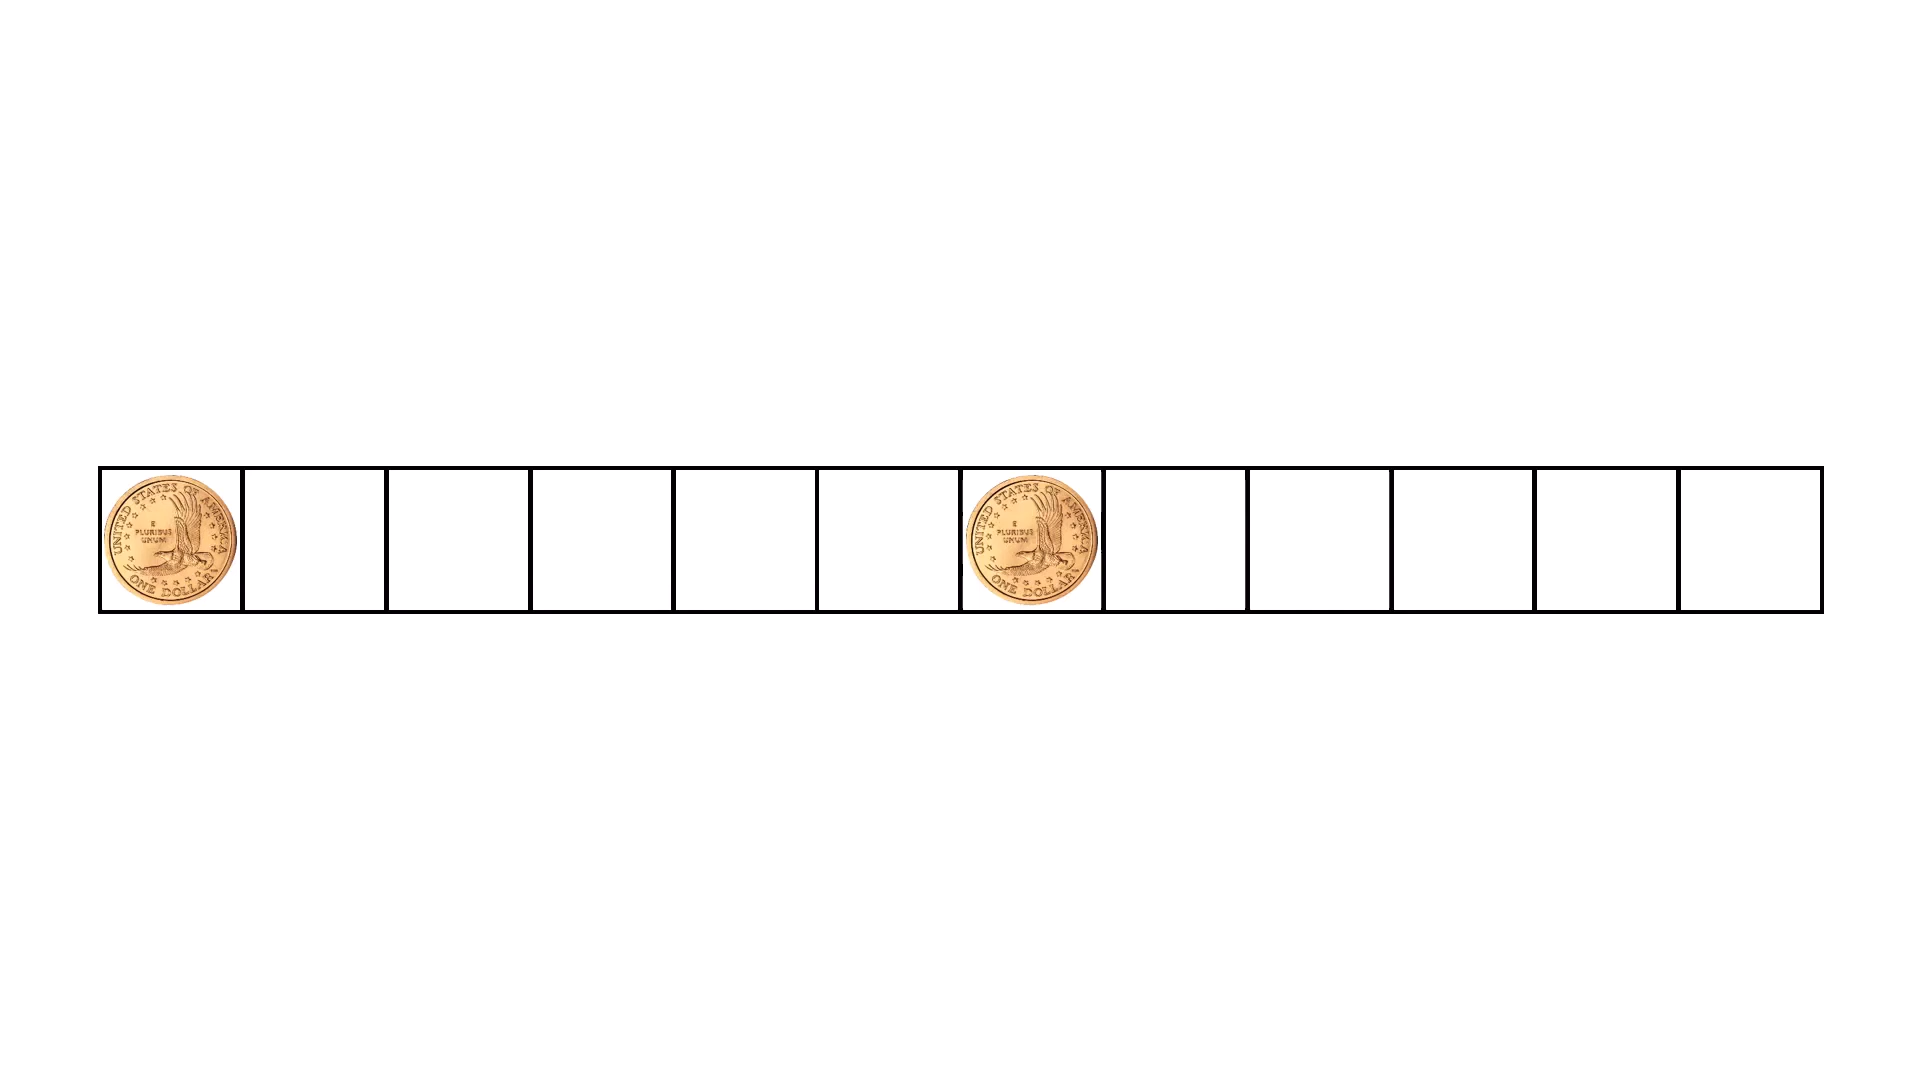 UNITED STATES OF AMERICA
E
PLURIBUS
UNUM
ONE DOLLAR
UNITED STATES OF AMERICA
E
PLURIBUS
UNUM
ONE DOLLAR